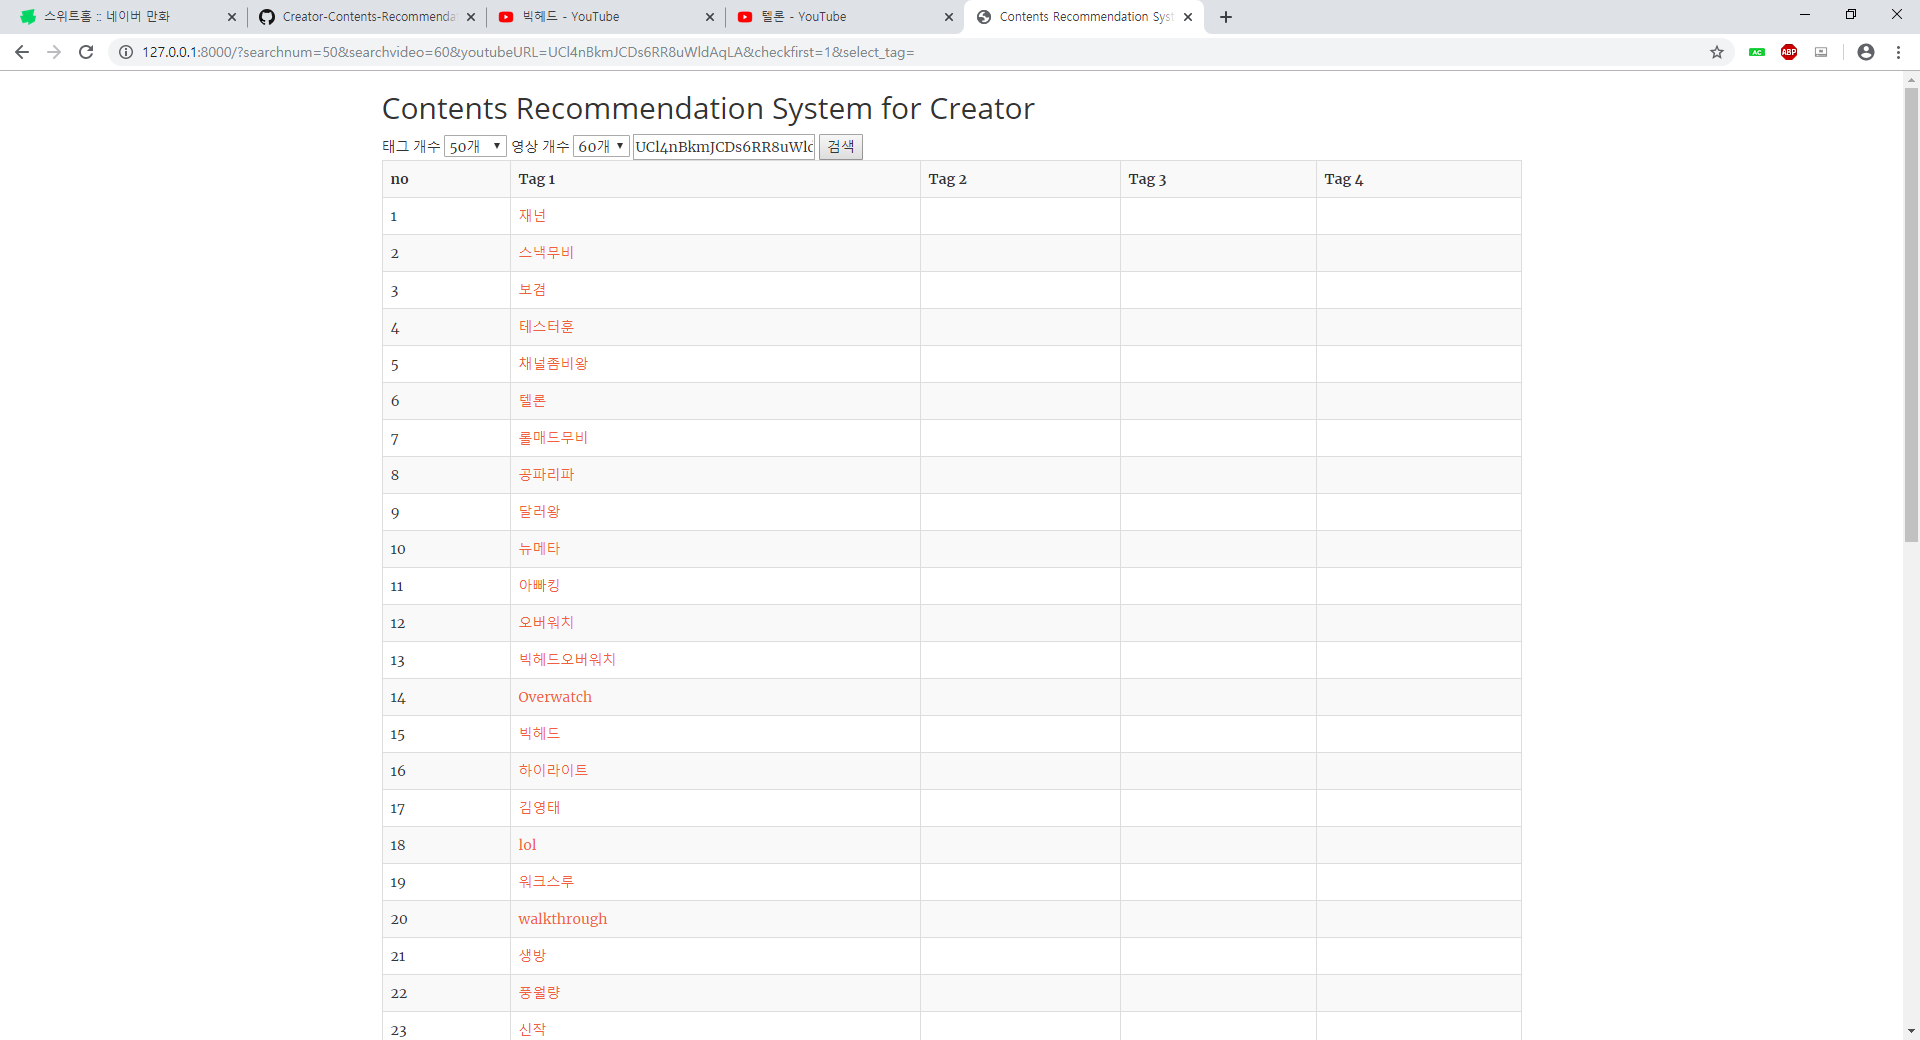 스위트홈 :: 네이버 만화
Creator-Contents-Recommenda
빅헤드 - YouTube
텔론 - YouTube
Contents Recommendation Syst
127.0.0.1:8000/?searchnum=50&searchvideo=60&youtubeURL=UCl4nBkmJCDs6RR8uWldAqLA&checkfirst=1&select_tag=
AC
ABP
Contents Recommendation System for Creator
태그 개수 50개 영상 개수 60개 UCl4nBkmJCDs6RR8uWld 검색
no Tag 1 Tag 2 Tag 3 Tag 4
1 재넌
2 스낵무비
3 보겸
4 테스터훈
5 채널좀비왕
6 텔론
7 롤매드무비
8 공파리파
9 달러왕
10 뉴메타
11 아빠킹
12 오버워치
13 빅헤드오버워치
14 Overwatch
15 빅헤드
16 하이라이트
17 김영태
18 lol
19 워크스루
20 walkthrough
21 생방
22 풍월량
23 신작